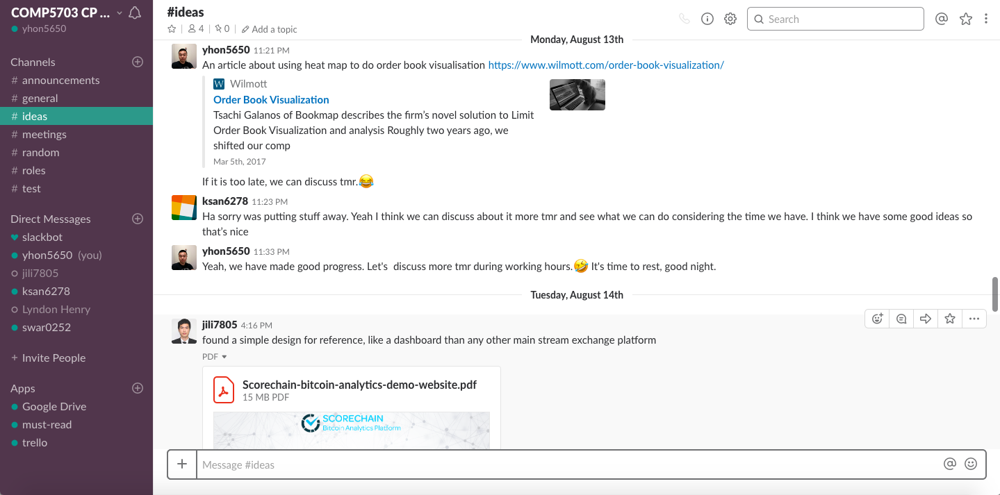 COMP5703 CP ...
yhon5650
Channels
# announcements
# general
# ideas
# meetings
# random
# roles
# test
Direct Messages
slackbot
yhon5650 (you)
jili7805
ksan6278
Lyndon Henry
swar0252
+ Invite People
Apps
Google Drive
must-read
trello
#ideas
4 | 0 | Add a topic
Search
Monday, August 13th
yhon5650 11:21 PM
An article about using heat map to do order book visualisation https://www.wilmott.com/order-book-visualization/
W Wilmott
Order Book Visualization
Tsachi Galanos of Bookmap describes the firm’s novel solution to Limit
Order Book Visualization and analysis Roughly two years ago, we
shifted our comp
Mar 5th, 2017
If it is too late, we can discuss tmr.😂
ksan6278 11:23 PM
Ha sorry was putting stuff away. Yeah I think we can discuss about it more tmr and see what we can do considering the time we have. I think we have some good ideas so
that’s nice
yhon5650 11:33 PM
Yeah, we have made good progress. Let's  discuss more tmr during working hours.🤣 It's time to rest, good night.
Tuesday, August 14th
jili7805 4:16 PM
found a simple design for reference, like a dashboard than any other main stream exchange platform
PDF
Scorechain-bitcoin-analytics-demo-website.pdf
15 MB PDF
SCORECHAIN
Bitcoin Analytics Platform
Message #ideas